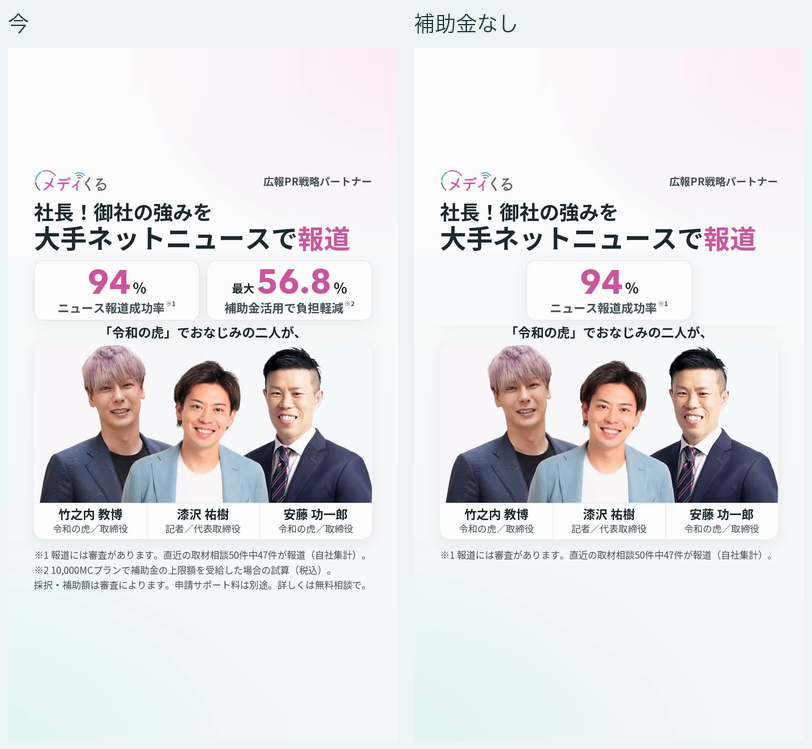 今
メディくる
広報PR戦略パートナー
社長！御社の強みを
大手ネットニュースで報道
94%
ニュース報道成功率※1
最大56.8%
補助金活用で負担軽減※2
「令和の虎」でおなじみの二人が、
竹之内 教博
令和の虎／取締役
漆沢 祐樹
記者／代表取締役
安藤 功一郎
令和の虎／取締役
※1 報道には審査があります。直近の取材相談50件中47件が報道（自社集計）。
※2 10,000MCプランで補助金の上限額を受給した場合の試算（税込）。
採択・補助額は審査によります。申請サポート料は別途。詳しくは無料相談で。
補助金なし
メディくる
広報PR戦略パートナー
社長！御社の強みを
大手ネットニュースで報道
94%
ニュース報道成功率※1
「令和の虎」でおなじみの二人が、
竹之内 教博
令和の虎／取締役
漆沢 祐樹
記者／代表取締役
安藤 功一郎
令和の虎／取締役
※1 報道には審査があります。直近の取材相談50件中47件が報道（自社集計）。